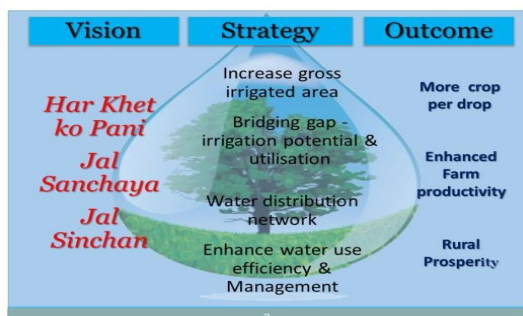 Vision
Strategy
Outcome
Har Khet
ko Pani
Jal
Sanchaya
Jal
Sinchan
Increase gross
irrigated area
Bridging gap -
irrigation potential &
utilisation
Water distribution
network
Enhance water use
efficiency &
Management
More crop
per drop
Enhanced
Farm
productivity
Rural
Prosperity